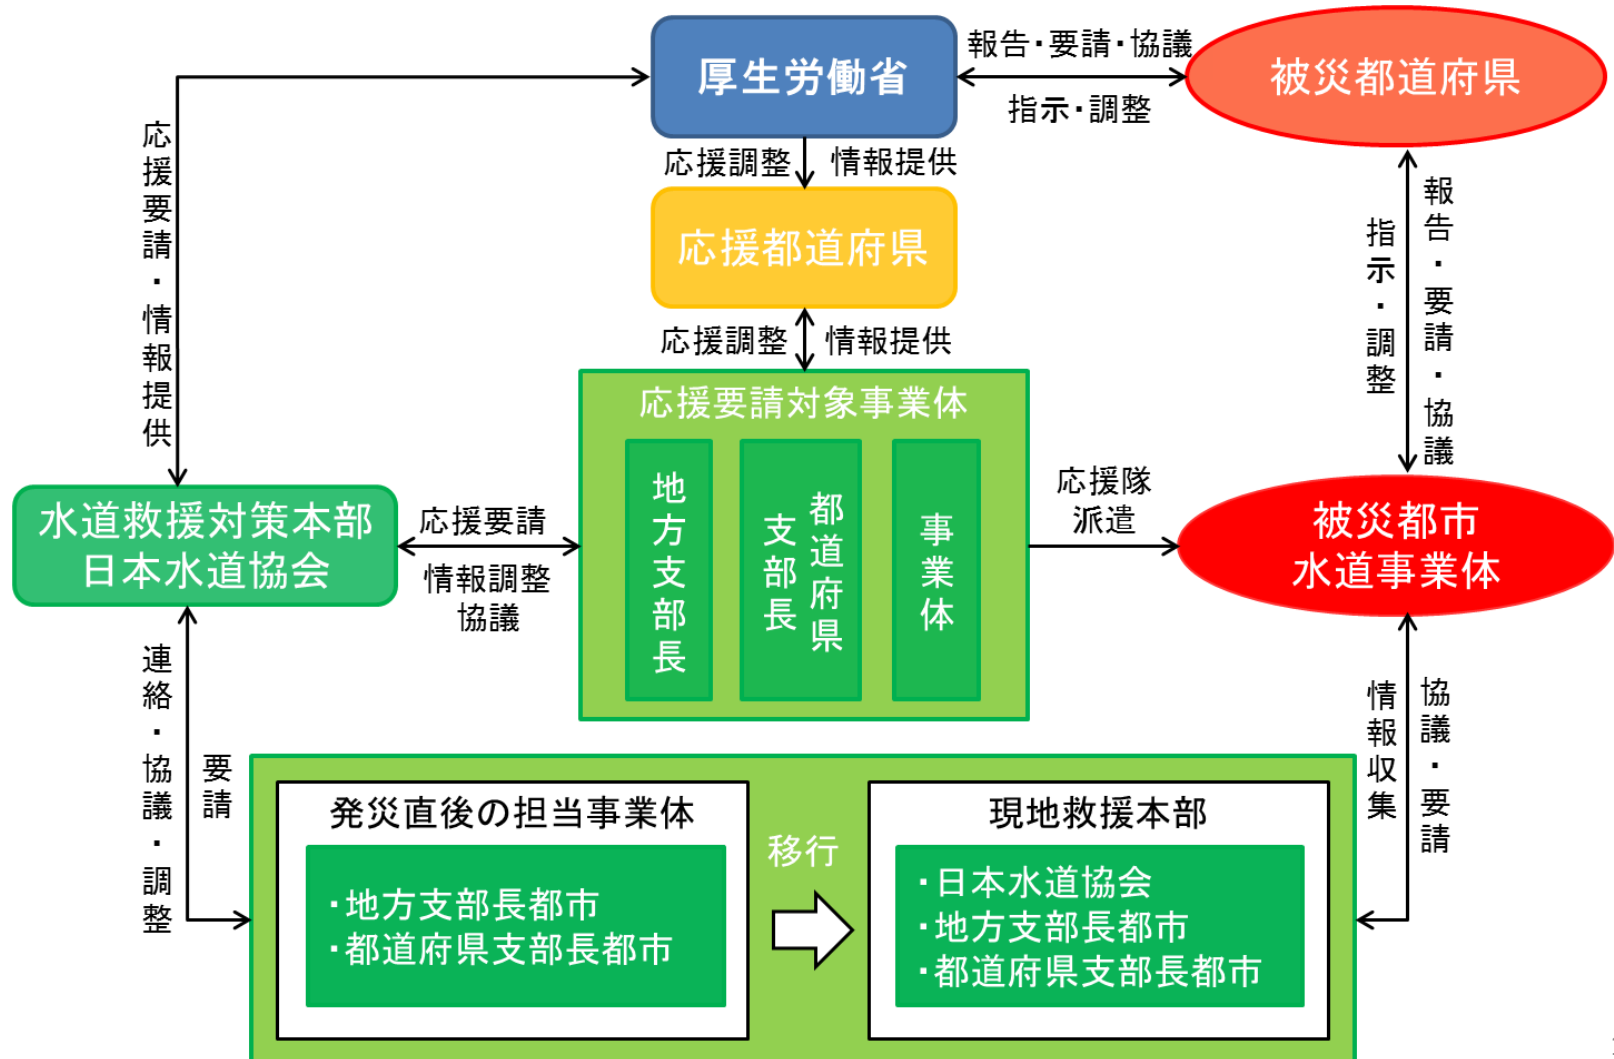 厚生労働省
報告・要請・協議
指示・調整
被災都道府県
応援調整
情報提供
応援都道府県
応援調整
情報提供
応援要請・情報提供
指示・調整
報告・要請・協議
応援要請対象事業体
地方支部長
都道府県
支部長
事業体
水道救援対策本部
日本水道協会
応援要請
情報調整
協議
応援隊
派遣
被災都市
水道事業体
連絡・協議・調整
要請
情報収集
協議・要請
発災直後の担当事業体
・地方支部長都市
・都道府県支部長都市
移行
現地救援本部
・日本水道協会
・地方支部長都市
・都道府県支部長都市